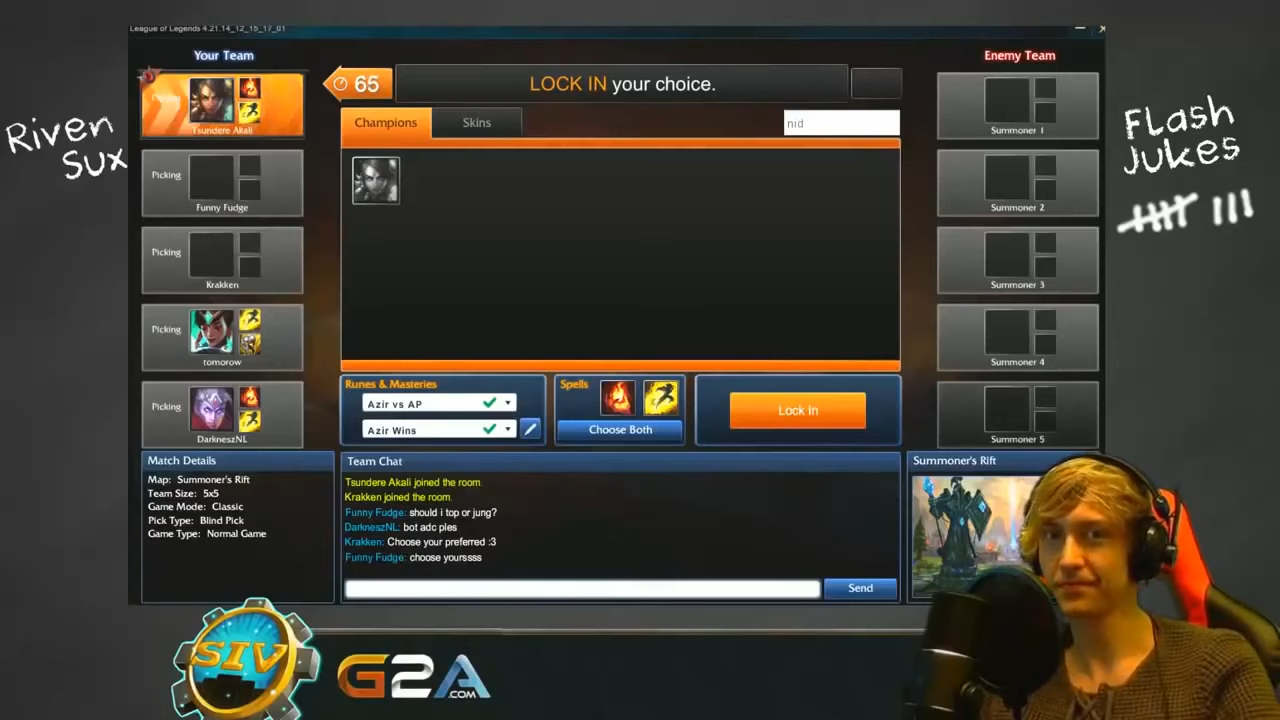 League of Legends 4.21.14_12_15_17_01
Your Team
Enemy Team
65
LOCK IN your choice.
Champions
Skins
nid
Riven
Sux
Flash
Jukes
Tsundere Akali
Picking
Funny Fudge
Picking
Krakken
Picking
tomorow
Picking
DarkneszNL
Summoner 1
Summoner 2
Summoner 3
Summoner 4
Summoner 5
Runes & Masteries
Azir vs AP
Azir Wins
Spells
Choose Both
Lock In
Match Details
Map: Summoner's Rift
Team Size: 5x5
Game Mode: Classic
Pick Type: Blind Pick
Game Type: Normal Game
Team Chat
Tsundere Akali joined the room.
Krakken joined the room.
Funny Fudge: should i top or jung?
DarkneszNL: bot adc ples
Krakken: Choose your preferred :3
Funny Fudge: choose yourssss
Send
Summoner's Rift
SIV
G2A
.COM